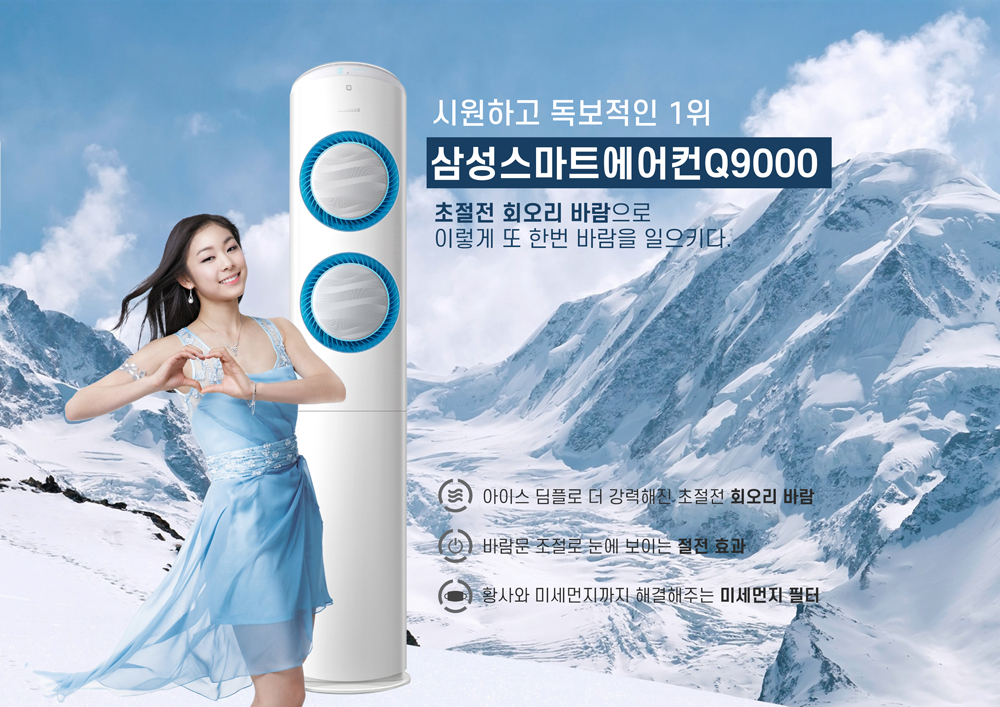 시원하고 독보적인 1위
삼성스마트에어컨Q9000
초절전 회오리 바람으로
이렇게 또 한번 바람을 일으키다.
아이스 딤플로 더 강력해진 초절전 회오리 바람
바람문 조절로 눈에 보이는 절전 효과
황사와 미세먼지까지 해결해주는 미세먼지 필터